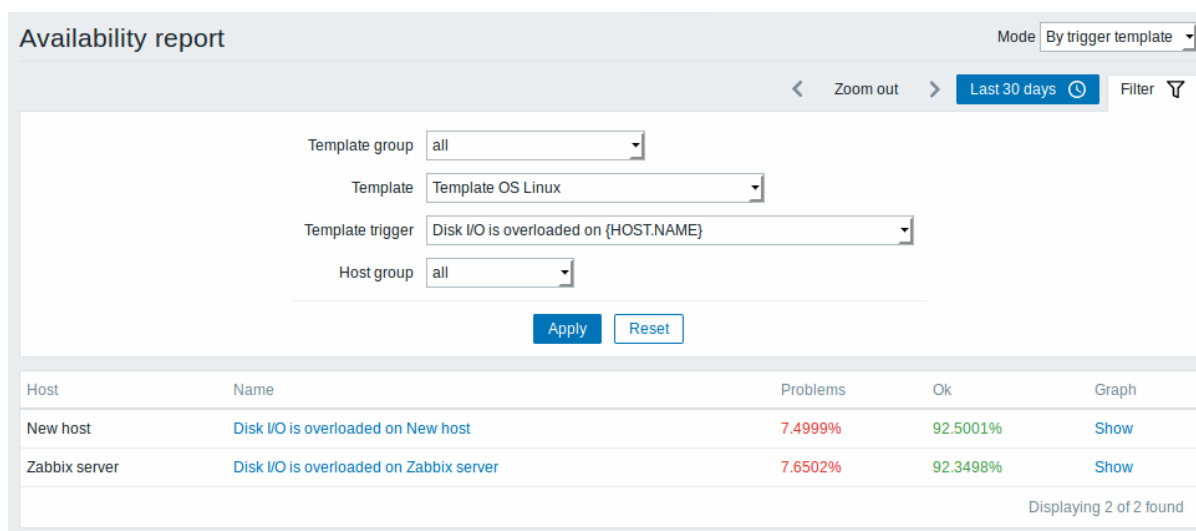 Availability report
Mode By trigger template
Zoom out Last 30 days Filter
Template group all
Template Template OS Linux
Template trigger Disk I/O is overloaded on {HOST.NAME}
Host group all
Apply Reset
Host Name Problems Ok Graph
New host Disk I/O is overloaded on New host 7.4999% 92.5001% Show
Zabbix server Disk I/O is overloaded on Zabbix server 7.6502% 92.3498% Show
Displaying 2 of 2 found